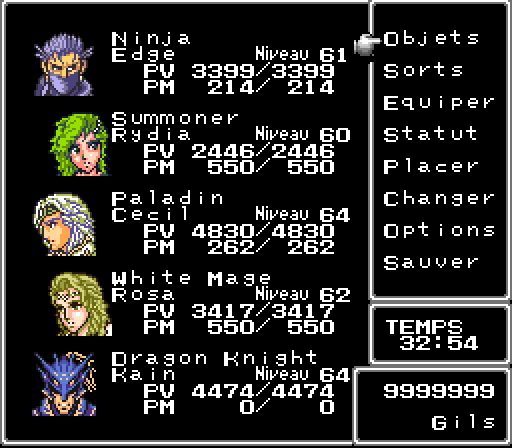 Ninja
Edge Niveau 61
PV 3399/3399
PM 214/214
Summoner
Rydia Niveau 60
PV 2446/2446
PM 550/550
Paladin
Cecil Niveau 64
PV 4830/4830
PM 262/262
White Mage
Rosa Niveau 62
PV 3417/3417
PM 550/550
Dragon Knight
Kain Niveau 64
PV 4474/4474
PM 0/0
Objets
Sorts
Equiper
Statut
Placer
Changer
Options
Sauver
TEMPS
32:54
9999999
Gils